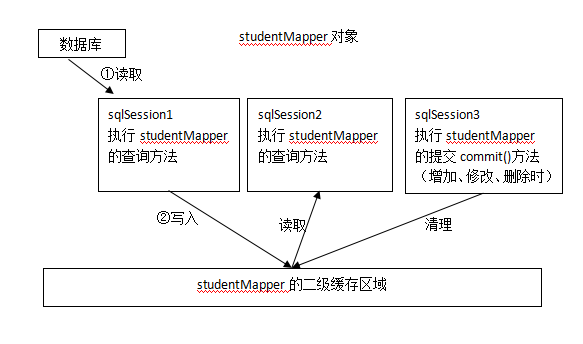 数据库
studentMapper 对象
①读取
sqlSession1
执行 studentMapper
的查询方法
sqlSession2
执行 studentMapper
的查询方法
sqlSession3
执行 studentMapper
的提交 commit()方法
（增加、修改、删除时）
②写入
读取
清理
studentMapper 的二级缓存区域